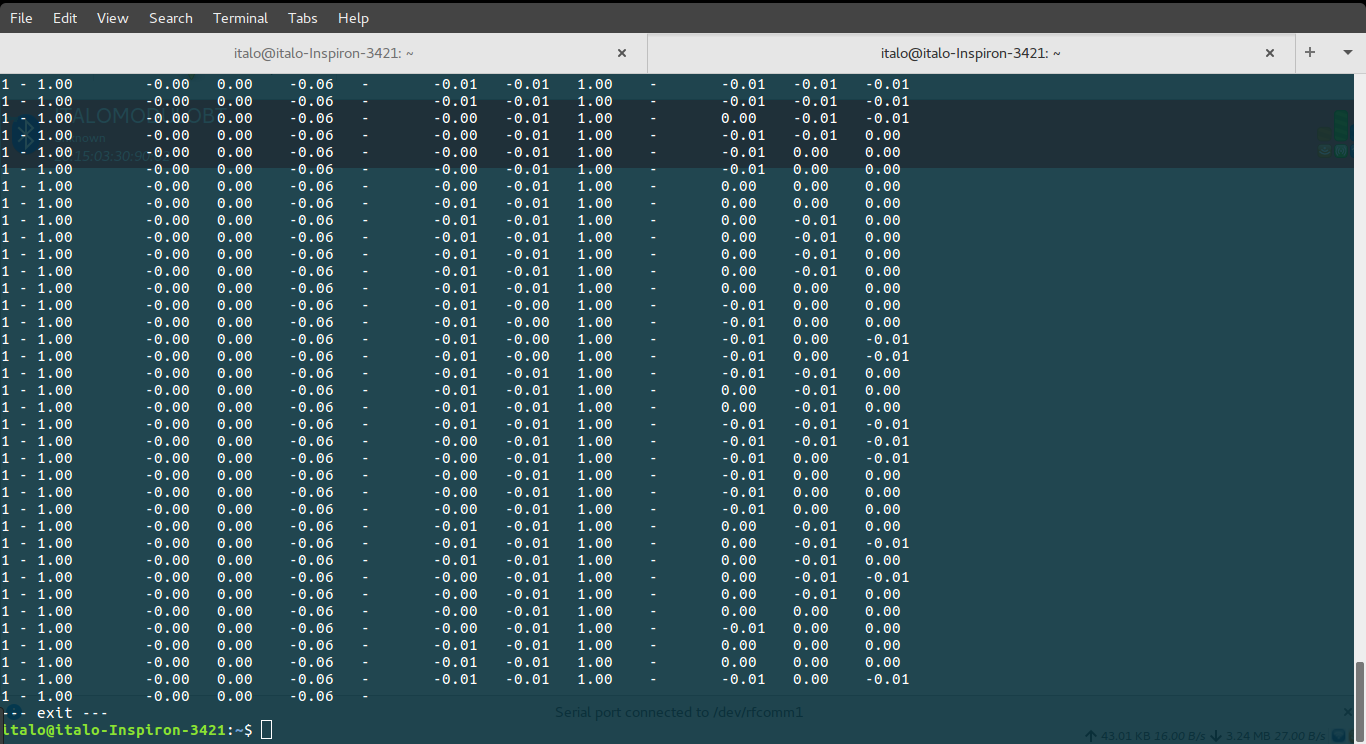 File Edit View Search Terminal Tabs Help
italo@italo-Inspiron-3421: ~ × italo@italo-Inspiron-3421: ~ × +
1 - 1.00 -0.00 0.00 -0.06 - -0.01 -0.01 1.00 - -0.01 -0.01 -0.01
1 - 1.00 -0.00 0.00 -0.06 - -0.01 -0.01 1.00 - -0.01 -0.01 -0.01
1 - 1.00 -0.00 0.00 -0.06 - -0.00 -0.01 1.00 - 0.00 -0.01 -0.01
1 - 1.00 -0.00 0.00 -0.06 - -0.00 -0.01 1.00 - -0.01 -0.01 0.00
1 - 1.00 -0.00 0.00 -0.06 - -0.00 -0.01 1.00 - -0.01 0.00 0.00
1 - 1.00 -0.00 0.00 -0.06 - -0.01 -0.01 1.00 - -0.01 0.00 0.00
1 - 1.00 -0.00 0.00 -0.06 - -0.00 -0.01 1.00 - 0.00 0.00 0.00
1 - 1.00 -0.00 0.00 -0.06 - -0.01 -0.01 1.00 - 0.00 0.00 0.00
1 - 1.00 -0.00 0.00 -0.06 - -0.01 -0.01 1.00 - 0.00 -0.01 0.00
1 - 1.00 -0.00 0.00 -0.06 - -0.01 -0.01 1.00 - 0.00 -0.01 0.00
1 - 1.00 -0.00 0.00 -0.06 - -0.01 -0.01 1.00 - 0.00 -0.01 0.00
1 - 1.00 -0.00 0.00 -0.06 - -0.01 -0.01 1.00 - 0.00 -0.01 0.00
1 - 1.00 -0.00 0.00 -0.06 - -0.01 -0.01 1.00 - 0.00 0.00 0.00
1 - 1.00 -0.00 0.00 -0.06 - -0.01 -0.00 1.00 - -0.01 0.00 0.00
1 - 1.00 -0.00 0.00 -0.06 - -0.01 -0.00 1.00 - -0.01 0.00 0.00
1 - 1.00 -0.00 0.00 -0.06 - -0.01 -0.00 1.00 - -0.01 0.00 -0.01
1 - 1.00 -0.00 0.00 -0.06 - -0.01 -0.00 1.00 - -0.01 0.00 -0.01
1 - 1.00 -0.00 0.00 -0.06 - -0.01 -0.01 1.00 - -0.01 -0.01 0.00
1 - 1.00 -0.00 0.00 -0.06 - -0.01 -0.01 1.00 - 0.00 -0.01 0.00
1 - 1.00 -0.00 0.00 -0.06 - -0.01 -0.01 1.00 - 0.00 -0.01 0.00
1 - 1.00 -0.00 0.00 -0.06 - -0.01 -0.01 1.00 - -0.01 -0.01 -0.01
1 - 1.00 -0.00 0.00 -0.06 - -0.00 -0.01 1.00 - -0.01 -0.01 -0.01
1 - 1.00 -0.00 0.00 -0.06 - -0.00 -0.01 1.00 - -0.01 0.00 -0.01
1 - 1.00 -0.00 0.00 -0.06 - -0.01 -0.01 1.00 - -0.01 0.00 0.00
1 - 1.00 -0.00 0.00 -0.06 - -0.01 -0.01 1.00 - -0.01 0.00 0.00
1 - 1.00 -0.00 0.00 -0.06 - -0.00 -0.01 1.00 - -0.01 0.00 0.00
1 - 1.00 -0.00 0.00 -0.06 - -0.01 -0.01 1.00 - 0.00 -0.01 0.00
1 - 1.00 -0.00 0.00 -0.06 - -0.01 -0.01 1.00 - 0.00 -0.01 -0.01
1 - 1.00 -0.00 0.00 -0.06 - -0.01 -0.01 1.00 - 0.00 -0.01 0.00
1 - 1.00 -0.00 0.00 -0.06 - -0.00 -0.01 1.00 - 0.00 -0.01 -0.01
1 - 1.00 -0.00 0.00 -0.06 - -0.00 -0.01 1.00 - 0.00 -0.01 0.00
1 - 1.00 -0.00 0.00 -0.06 - -0.01 -0.01 1.00 - 0.00 0.00 0.00
1 - 1.00 -0.00 0.00 -0.06 - -0.00 -0.01 1.00 - -0.01 0.00 0.00
1 - 1.00 -0.00 0.00 -0.06 - -0.01 -0.01 1.00 - 0.00 0.00 0.00
1 - 1.00 -0.00 0.00 -0.06 - -0.01 -0.01 1.00 - 0.00 0.00 0.00
1 - 1.00 -0.00 0.00 -0.06 - -0.01 -0.01 1.00 - -0.01 0.00 -0.01
1 - 1.00 -0.00 0.00 -0.06 -
--- exit ---
Serial port connected to /dev/rfcomm1
italo@italo-Inspiron-3421:~$
43.01 KB 16.00 B/s 3.24 MB 27.00 B/s